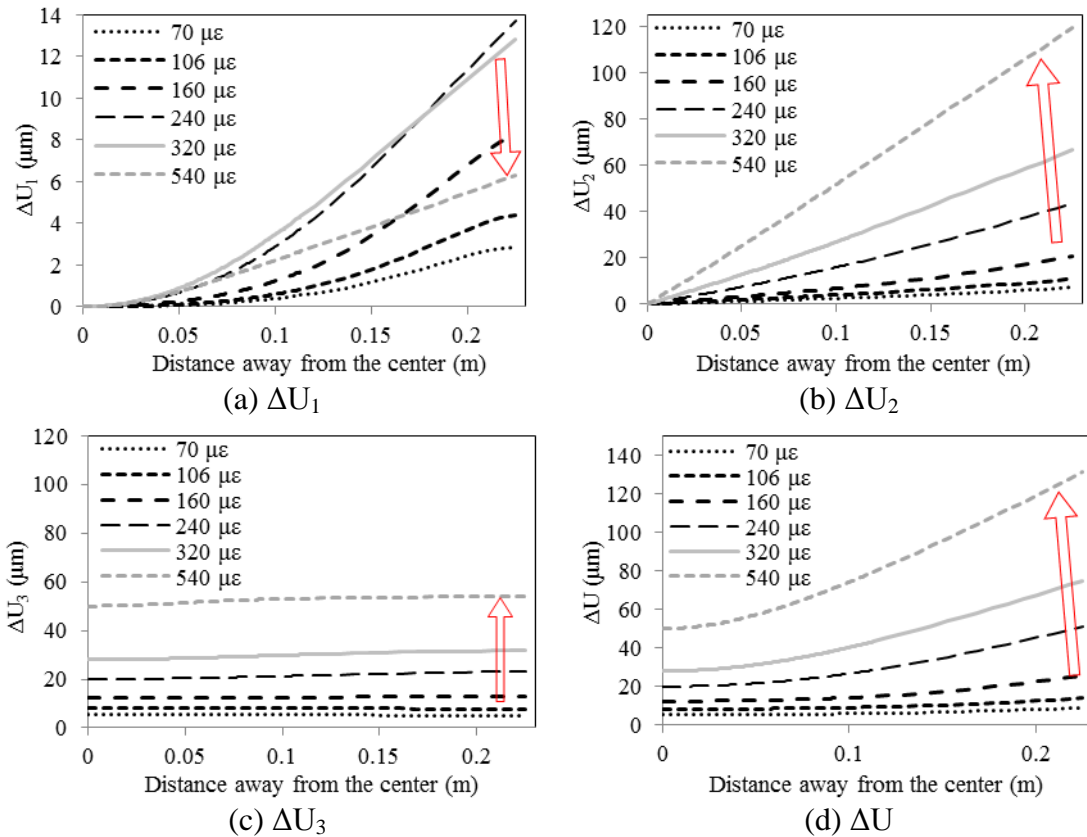 14
12
10
8
6
4
2
0
ΔU₁ (μm)
70 με
106 με
160 με
240 με
320 με
540 με
0 0.05 0.1 0.15 0.2
Distance away from the center (m)
(a) ΔU₁
120
100
80
60
40
20
0
ΔU₂ (μm)
70 με
106 με
160 με
240 με
320 με
540 με
0 0.05 0.1 0.15 0.2
Distance away from the center (m)
(b) ΔU₂
120
100
80
60
40
20
0
ΔU₃ (μm)
70 με
106 με
160 με
240 με
320 με
540 με
0 0.05 0.1 0.15 0.2
Distance away from the center (m)
(c) ΔU₃
140
120
100
80
60
40
20
0
ΔU (μm)
70 με
106 με
160 με
240 με
320 με
540 με
0 0.1 0.2
Distance away from the center (m)
(d) ΔU